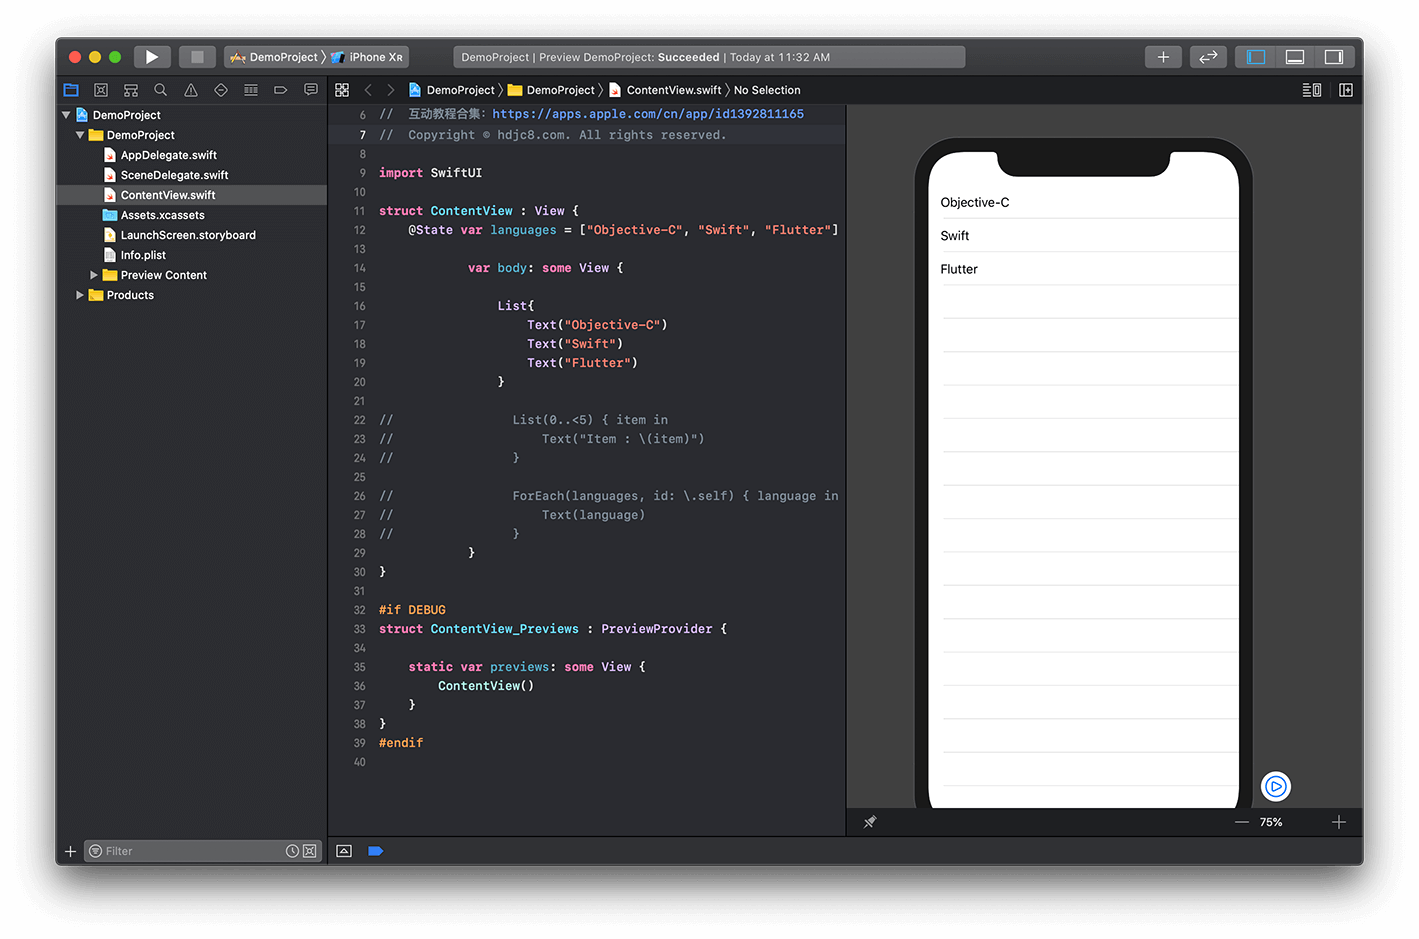 DemoProject 〉 iPhone XR
DemoProject | Preview DemoProject: Succeeded | Today at 11:32 AM
DemoProject 〉 DemoProject 〉 ContentView.swift 〉 No Selection
DemoProject
DemoProject
AppDelegate.swift
SceneDelegate.swift
ContentView.swift
Assets.xcassets
LaunchScreen.storyboard
Info.plist
Preview Content
Products
Filter
6 // 互动教程合集：https://apps.apple.com/cn/app/id1392811165
7 // Copyright © hdjc8.com. All rights reserved.
8
9 import SwiftUI
10
11 struct ContentView : View {
12 @State var languages = ["Objective-C", "Swift", "Flutter"]
13
14 var body: some View {
15
16 List{
17 Text("Objective-C")
18 Text("Swift")
19 Text("Flutter")
20 }
21
22 // List(0..<5) { item in
23 // Text("Item : \(item)")
24 // }
25
26 // ForEach(languages, id: \.self) { language in
27 // Text(language)
28 // }
29 }
30 }
31
32 #if DEBUG
33 struct ContentView_Previews : PreviewProvider {
34
35 static var previews: some View {
36 ContentView()
37 }
38 }
39 #endif
40
Objective-C
Swift
Flutter
75%